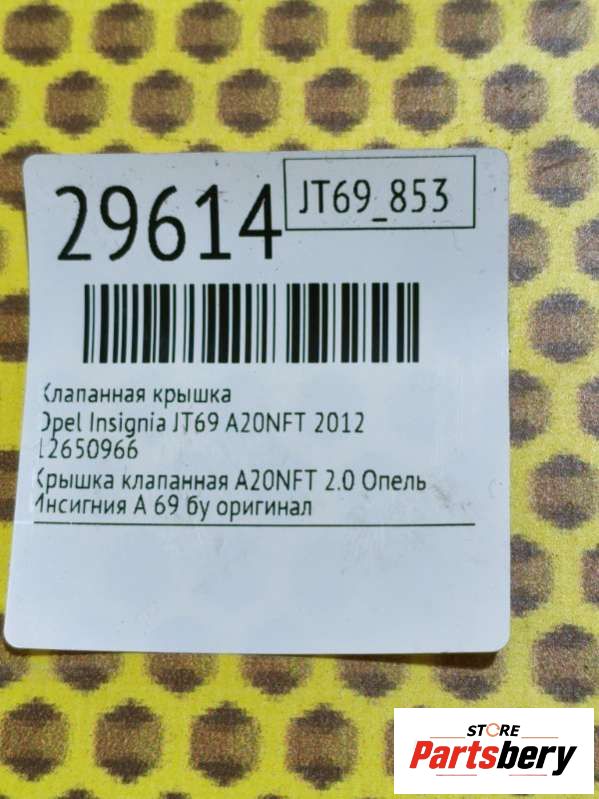 29614
JT69_853
Клапанная крышка
Opel Insignia JT69 A20NFT 2012
12650966
Крышка клапанная A20NFT 2.0 Опель
Инсигния А 69 бу оригинал
STORE
Partsbery